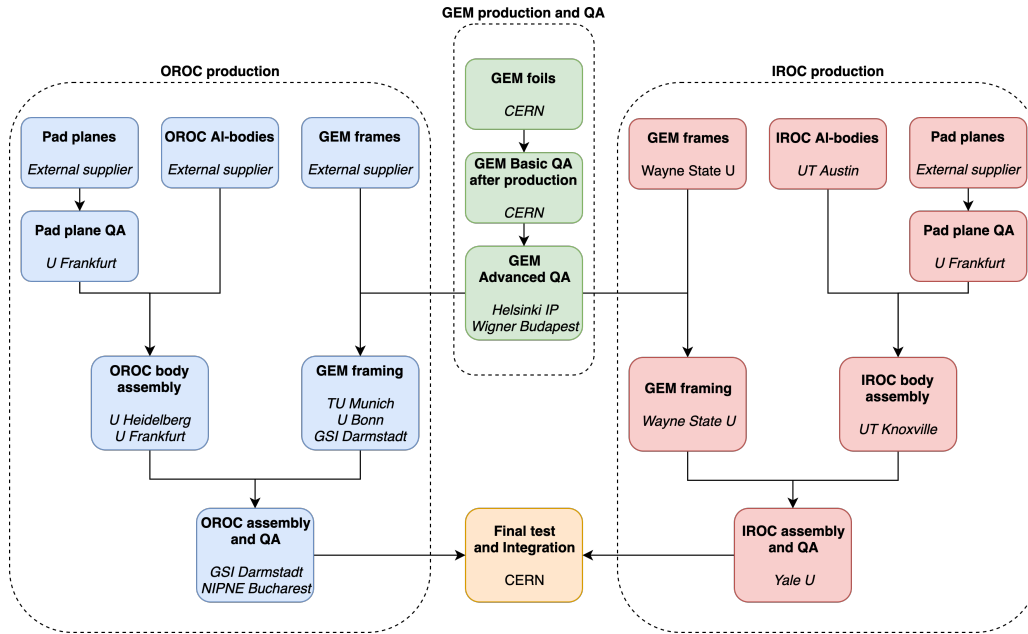 GEM production and QA
OROC production
IROC production
GEM foils
CERN
Pad planes
External supplier
OROC Al-bodies
External supplier
GEM frames
External supplier
GEM frames
Wayne State U
IROC Al-bodies
UT Austin
Pad planes
External supplier
GEM Basic QA
after production
CERN
Pad plane QA
U Frankfurt
Pad plane QA
U Frankfurt
GEM
Advanced QA
Helsinki IP
Wigner Budapest
OROC body
assembly
U Heidelberg
U Frankfurt
GEM framing
TU Munich
U Bonn
GSI Darmstadt
GEM framing
Wayne State U
IROC body
assembly
UT Knoxville
OROC assembly
and QA
GSI Darmstadt
NIPNE Bucharest
Final test
and Integration
CERN
IROC assembly
and QA
Yale U